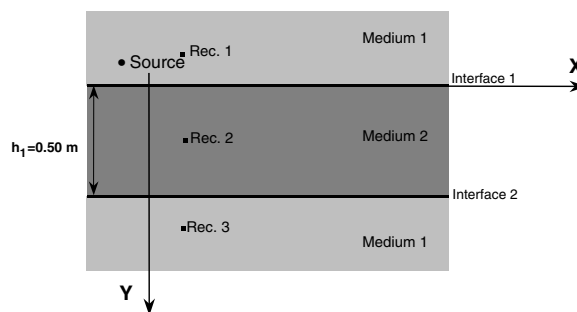 Medium 1
Rec. 1
Source
X
Interface 1
h1=0.50 m
Rec. 2
Medium 2
Interface 2
Rec. 3
Medium 1
Y